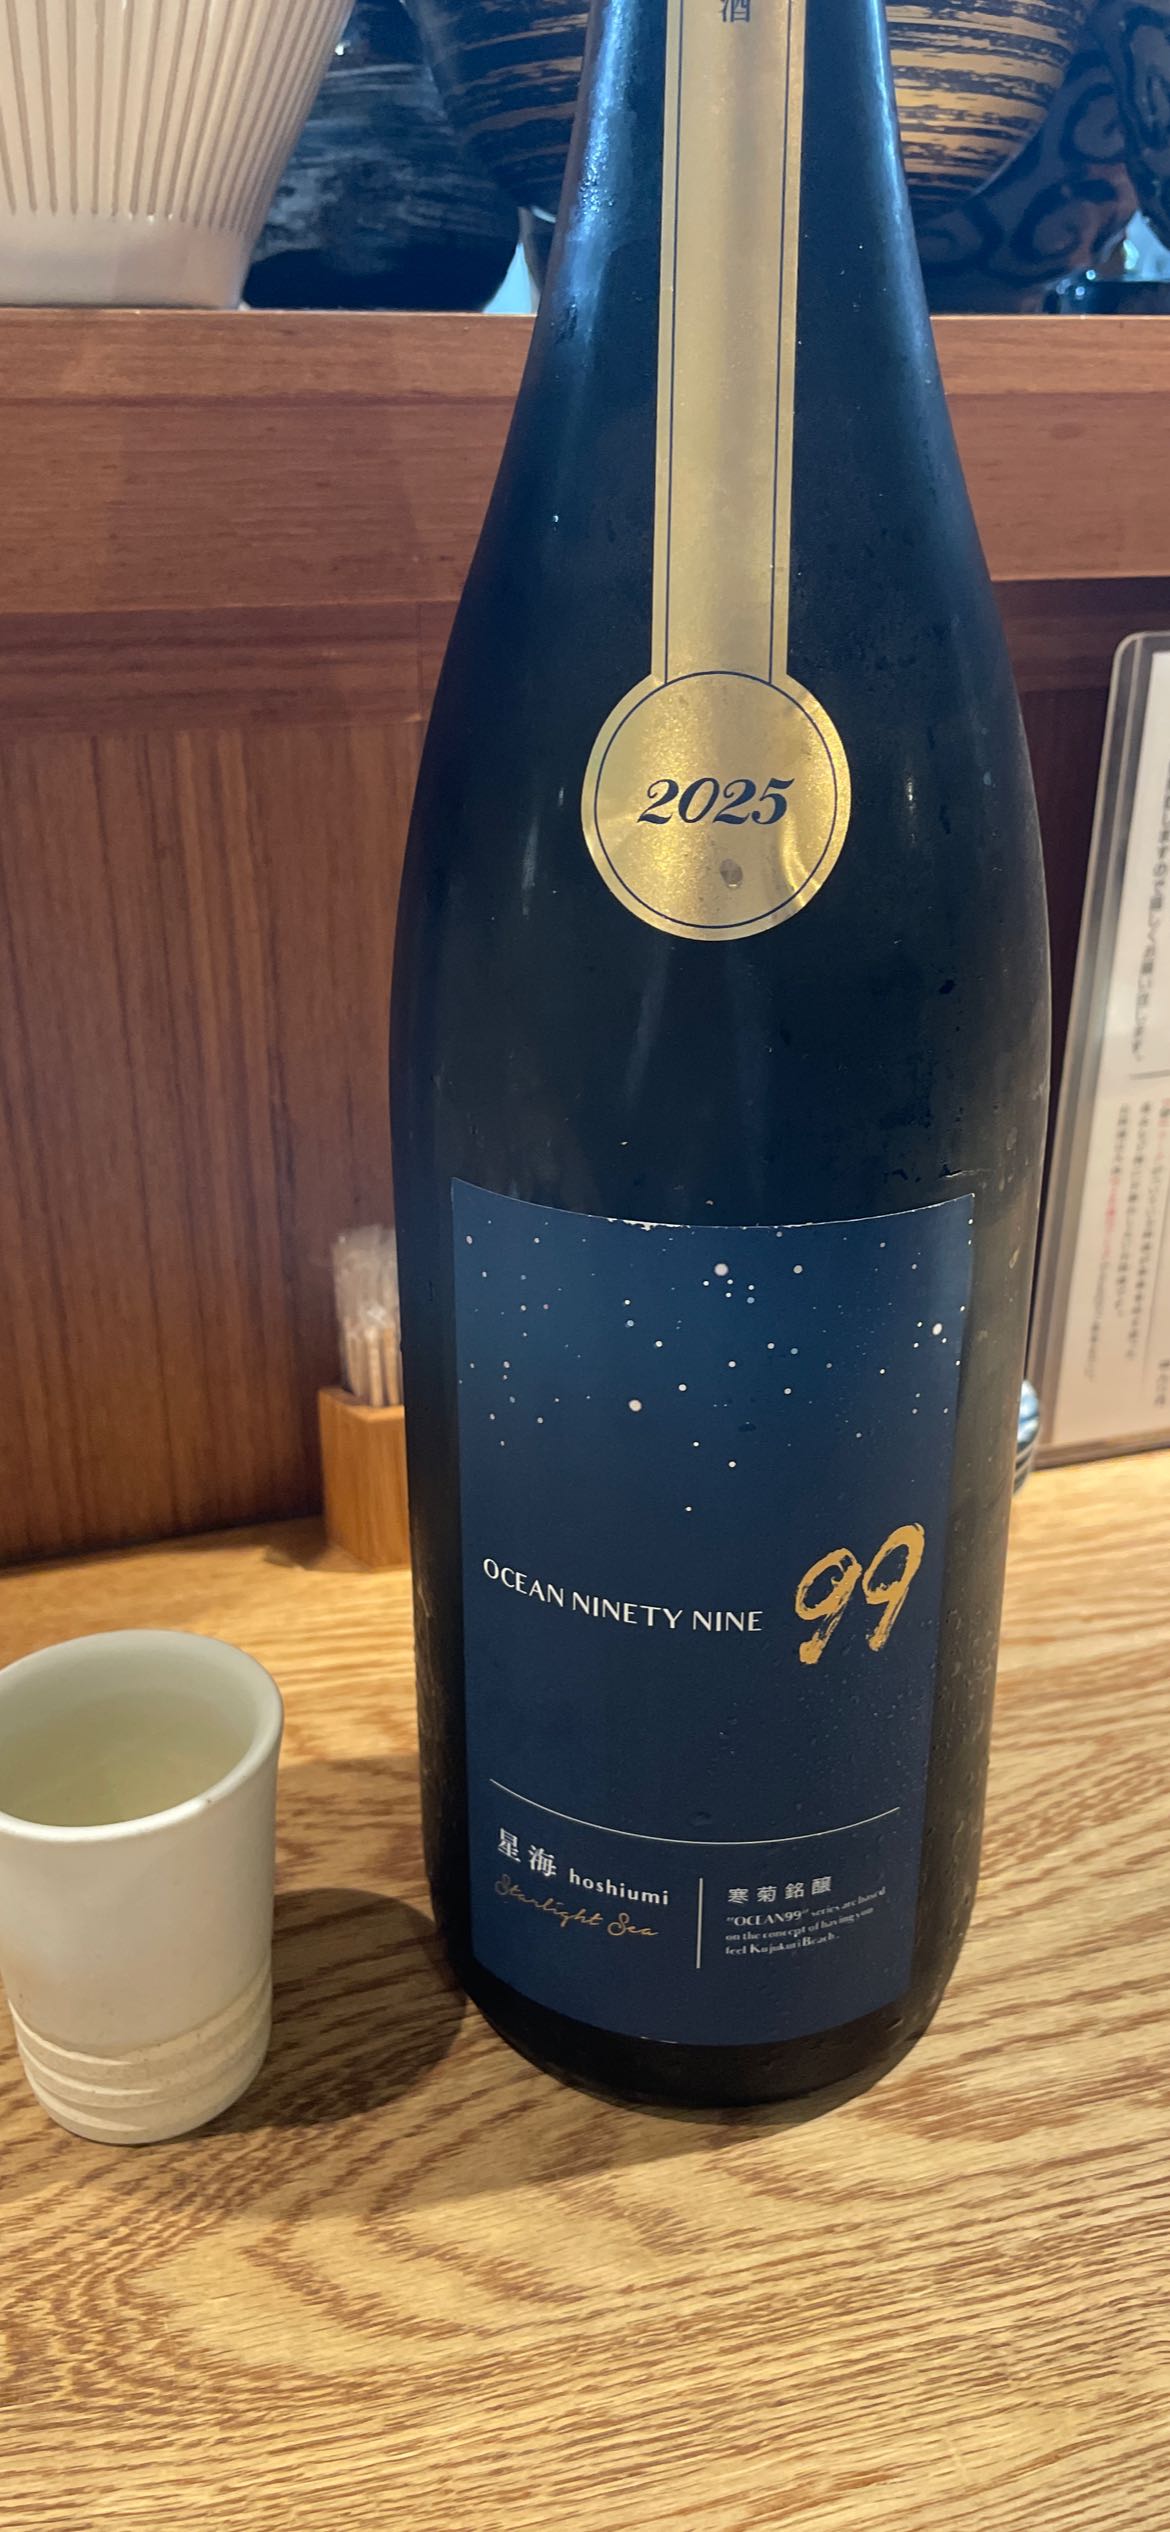 酒
2025
OCEAN NINETY NINE 99
星海 hoshiumi
Starlight Sea
寒菊銘醸
"OCEAN99" series are based
on the concept of having you
feel Kujukuri Beach.